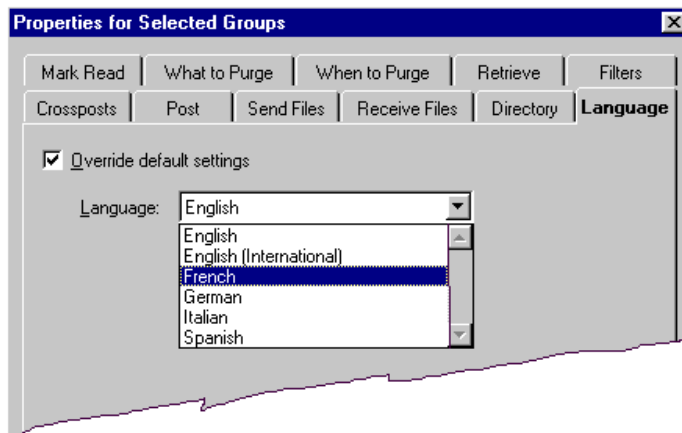 Properties for Selected Groups
Mark Read What to Purge When to Purge Retrieve Filters
Crossposts Post Send Files Receive Files Directory Language
Override default settings
Language: English
English
English (International)
French
German
Italian
Spanish